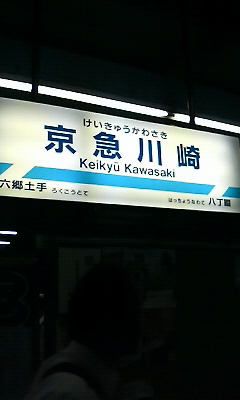 けいきゅうかわさき
京急川崎
Keikyū Kawasaki
六郷土手 ろくごうどて
はっちょうなわて 八丁畷